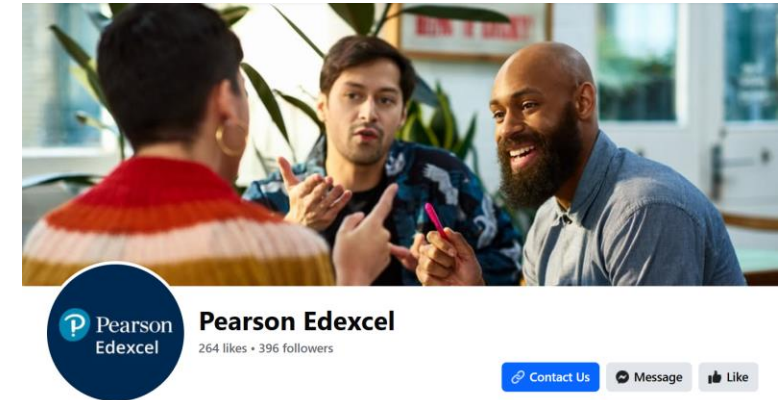 Pearson
Edexcel
Pearson Edexcel
264 likes • 396 followers
Contact Us
Message
Like